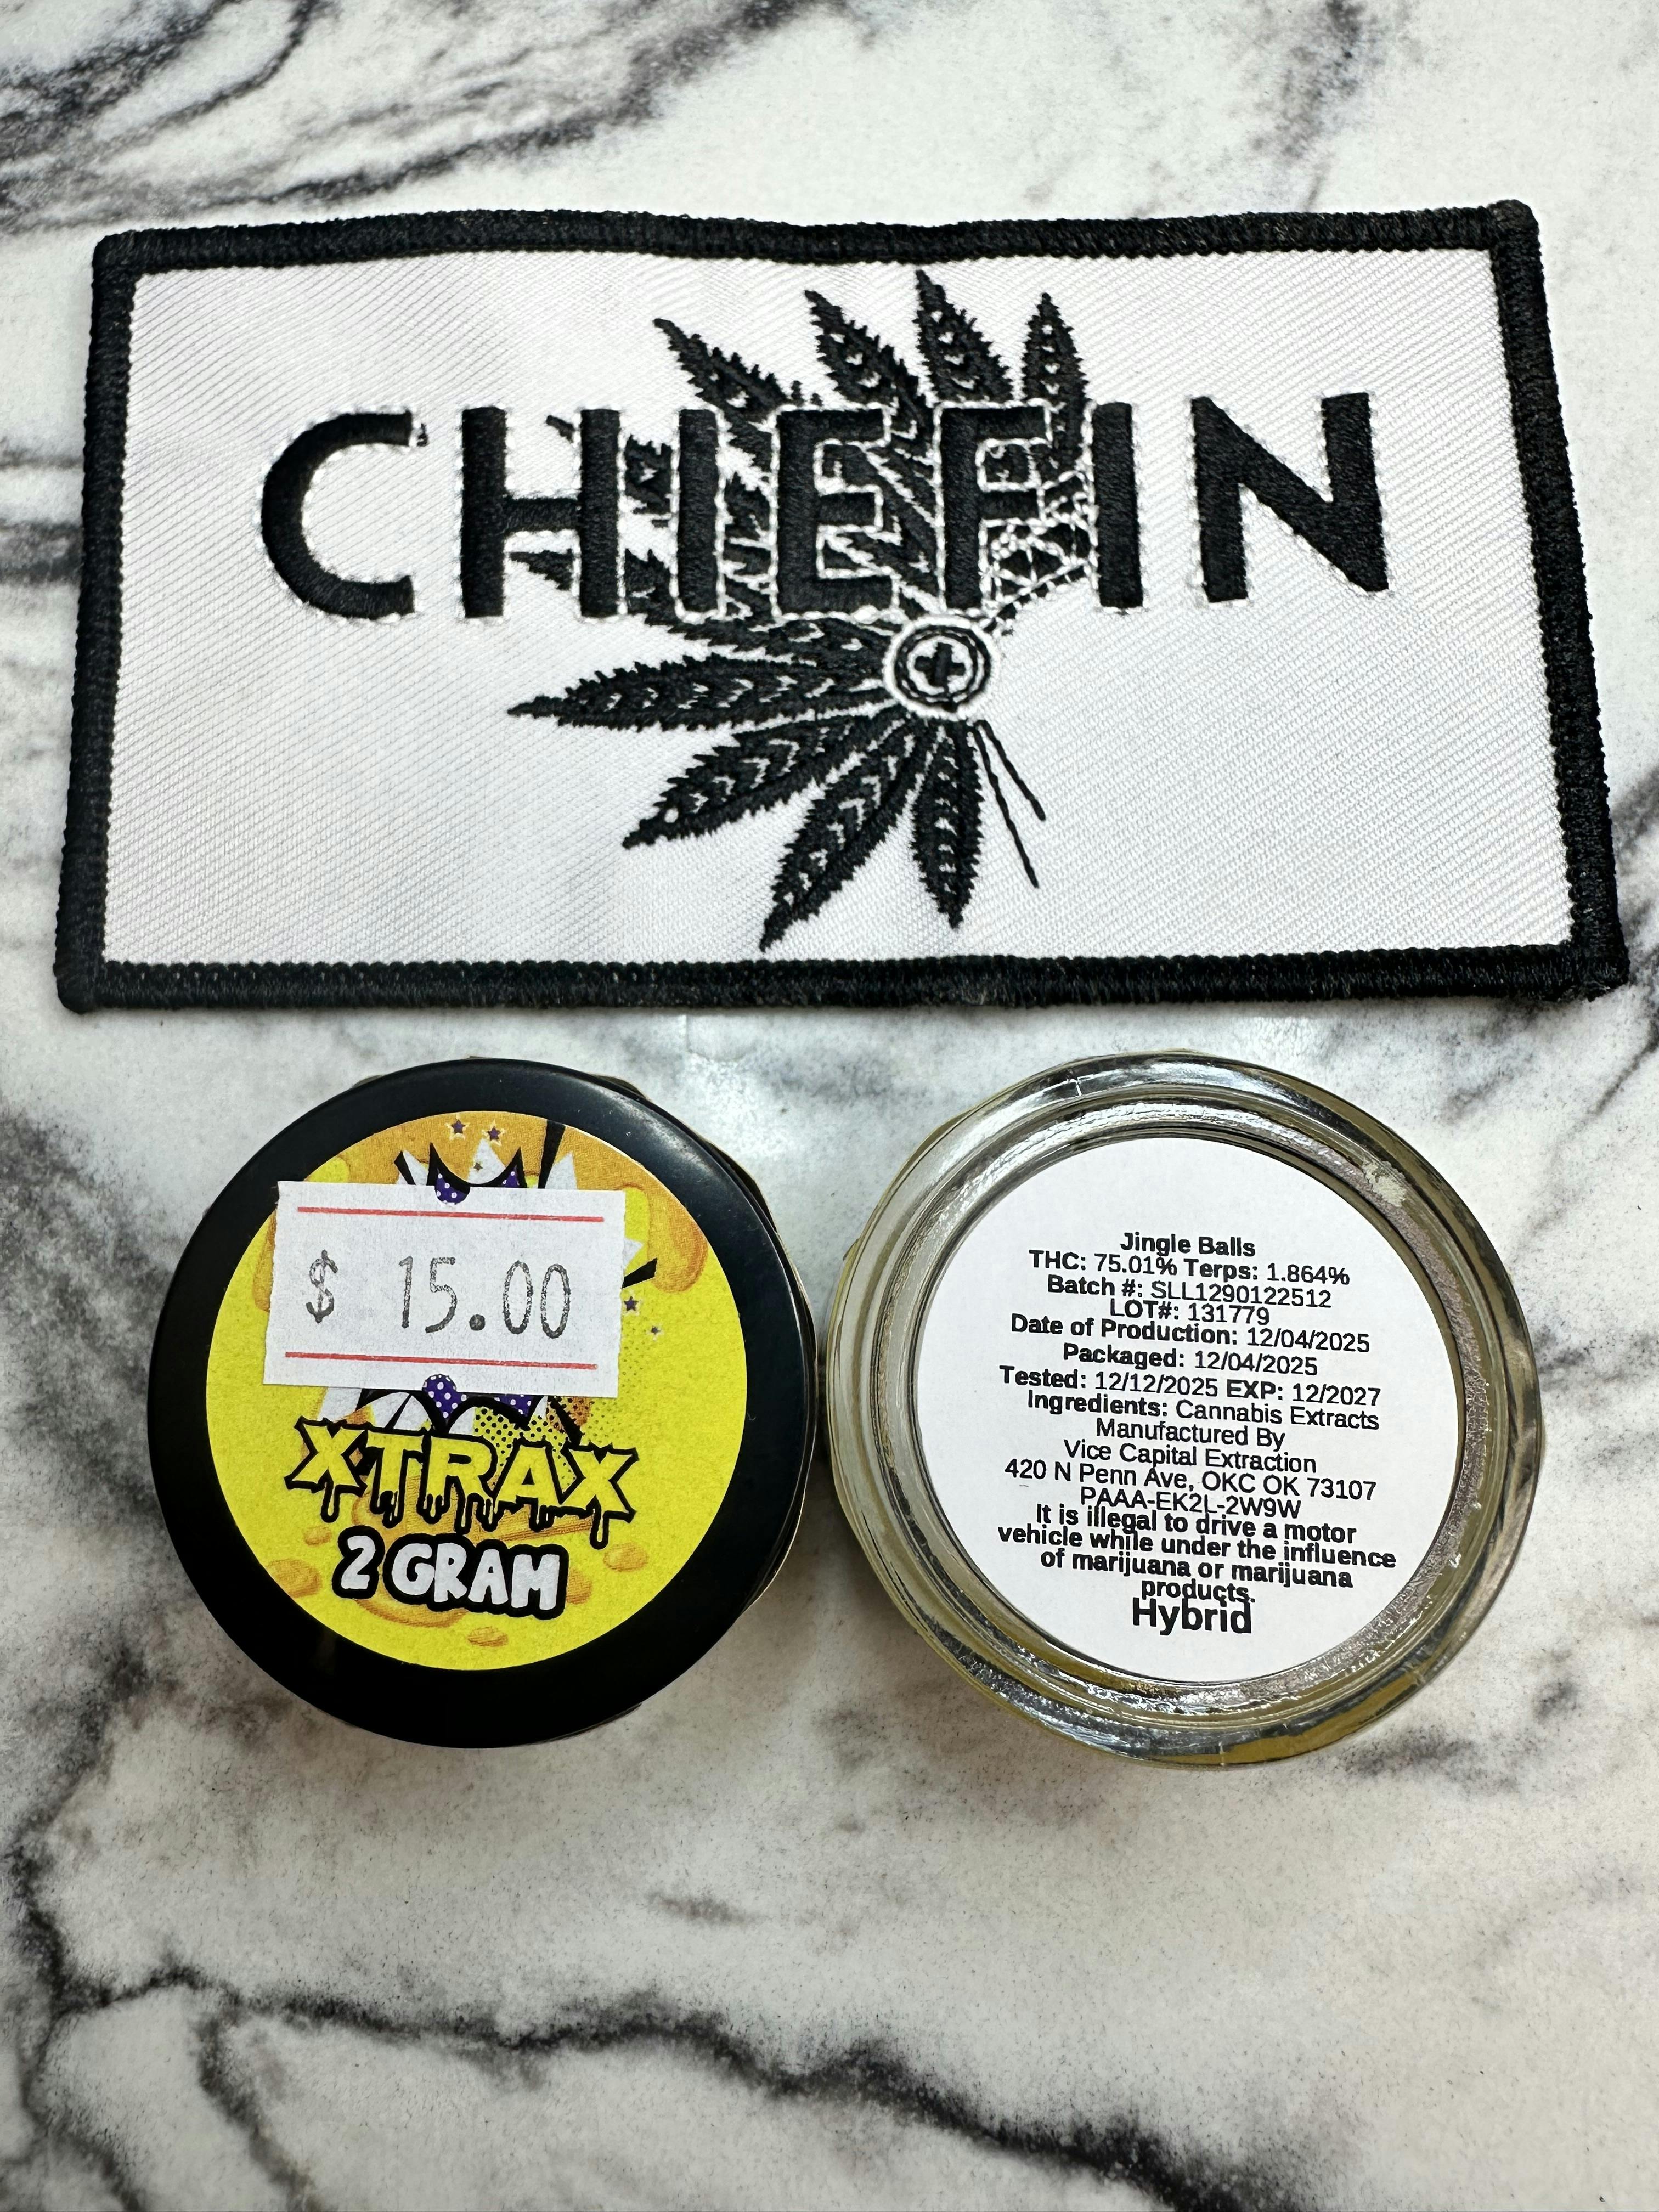 CHIEFIN
$ 15.00
XTRAX
2 GRAM
Jingle Balls
THC: 75.01% Terps: 1.864%
Batch #: SLL1290122512
LOT#: 131779
Date of Production: 12/04/2025
Packaged: 12/04/2025
Tested: 12/12/2025 EXP: 12/2027
Ingredients: Cannabis Extracts
Manufactured By
Vice Capital Extraction
420 N Penn Ave, OKC OK 73107
PAAA-EK2L-2W9W
It is illegal to drive a motor
vehicle while under the influence
of marijuana or marijuana
products.
Hybrid